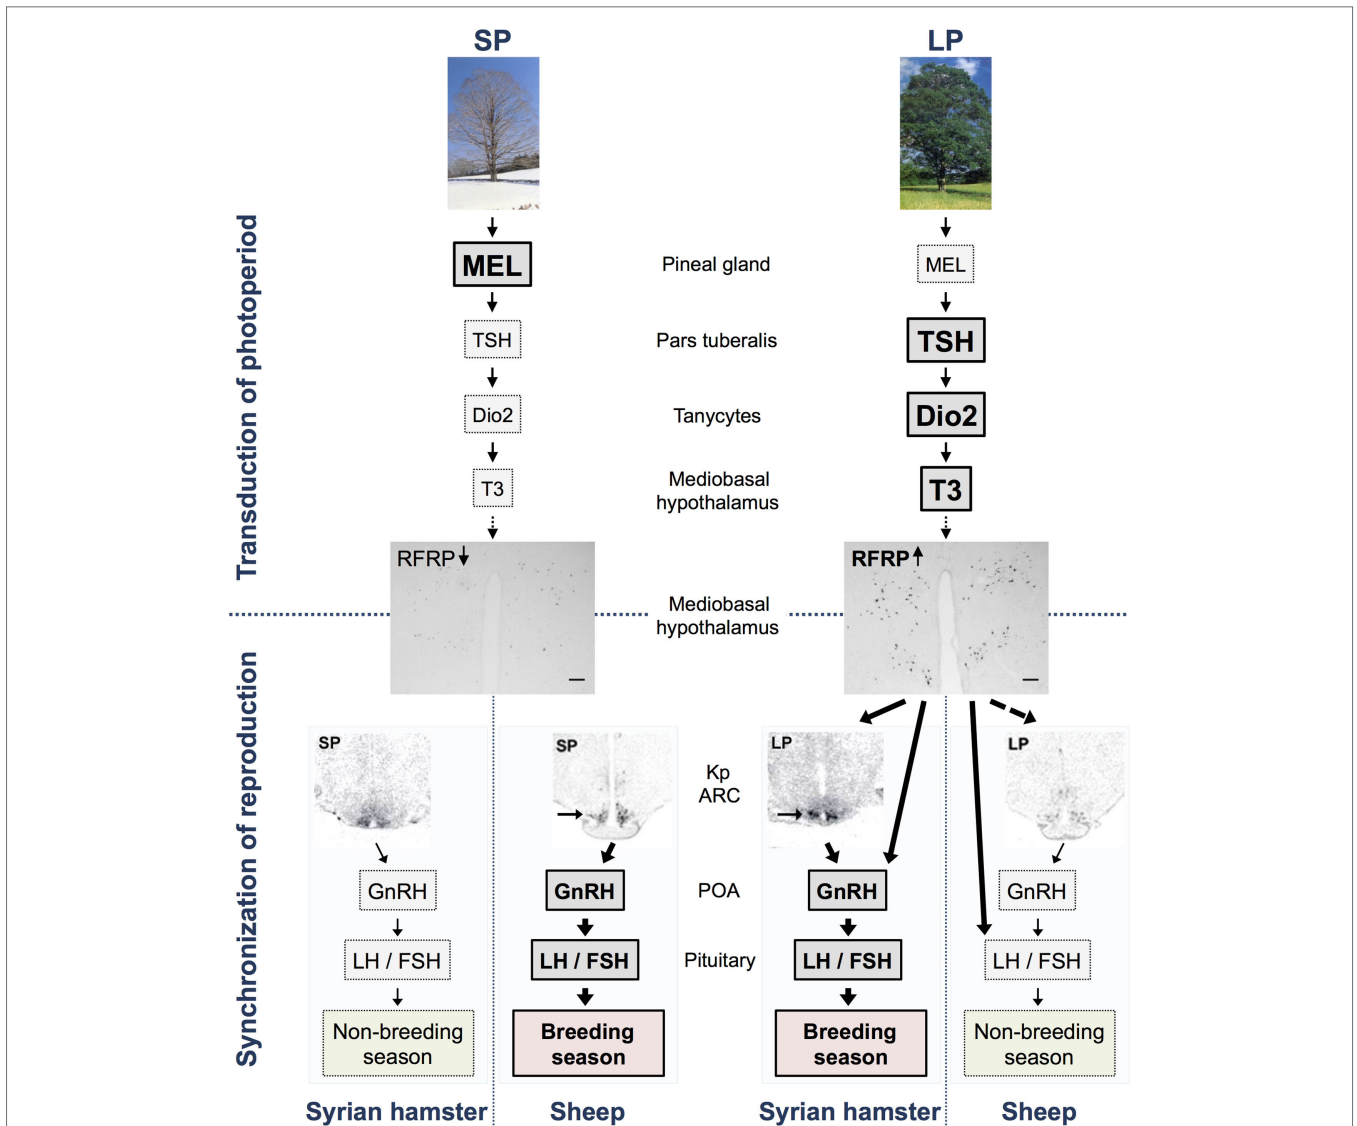 SP
LP
Transduction of photoperiod
MEL
Pineal gland
MEL
TSH
Pars tuberalis
TSH
Dio2
Tanycytes
Dio2
T3
Mediobasal
hypothalamus
T3
RFRP
Mediobasal
hypothalamus
RFRP
Synchronization of reproduction
SP
SP
Kp
ARC
LP
LP
GnRH
GnRH
POA
GnRH
GnRH
LH / FSH
LH / FSH
Pituitary
LH / FSH
LH / FSH
Non-breeding
season
Breeding
season
Breeding
season
Non-breeding
season
Syrian hamster
Sheep
Syrian hamster
Sheep